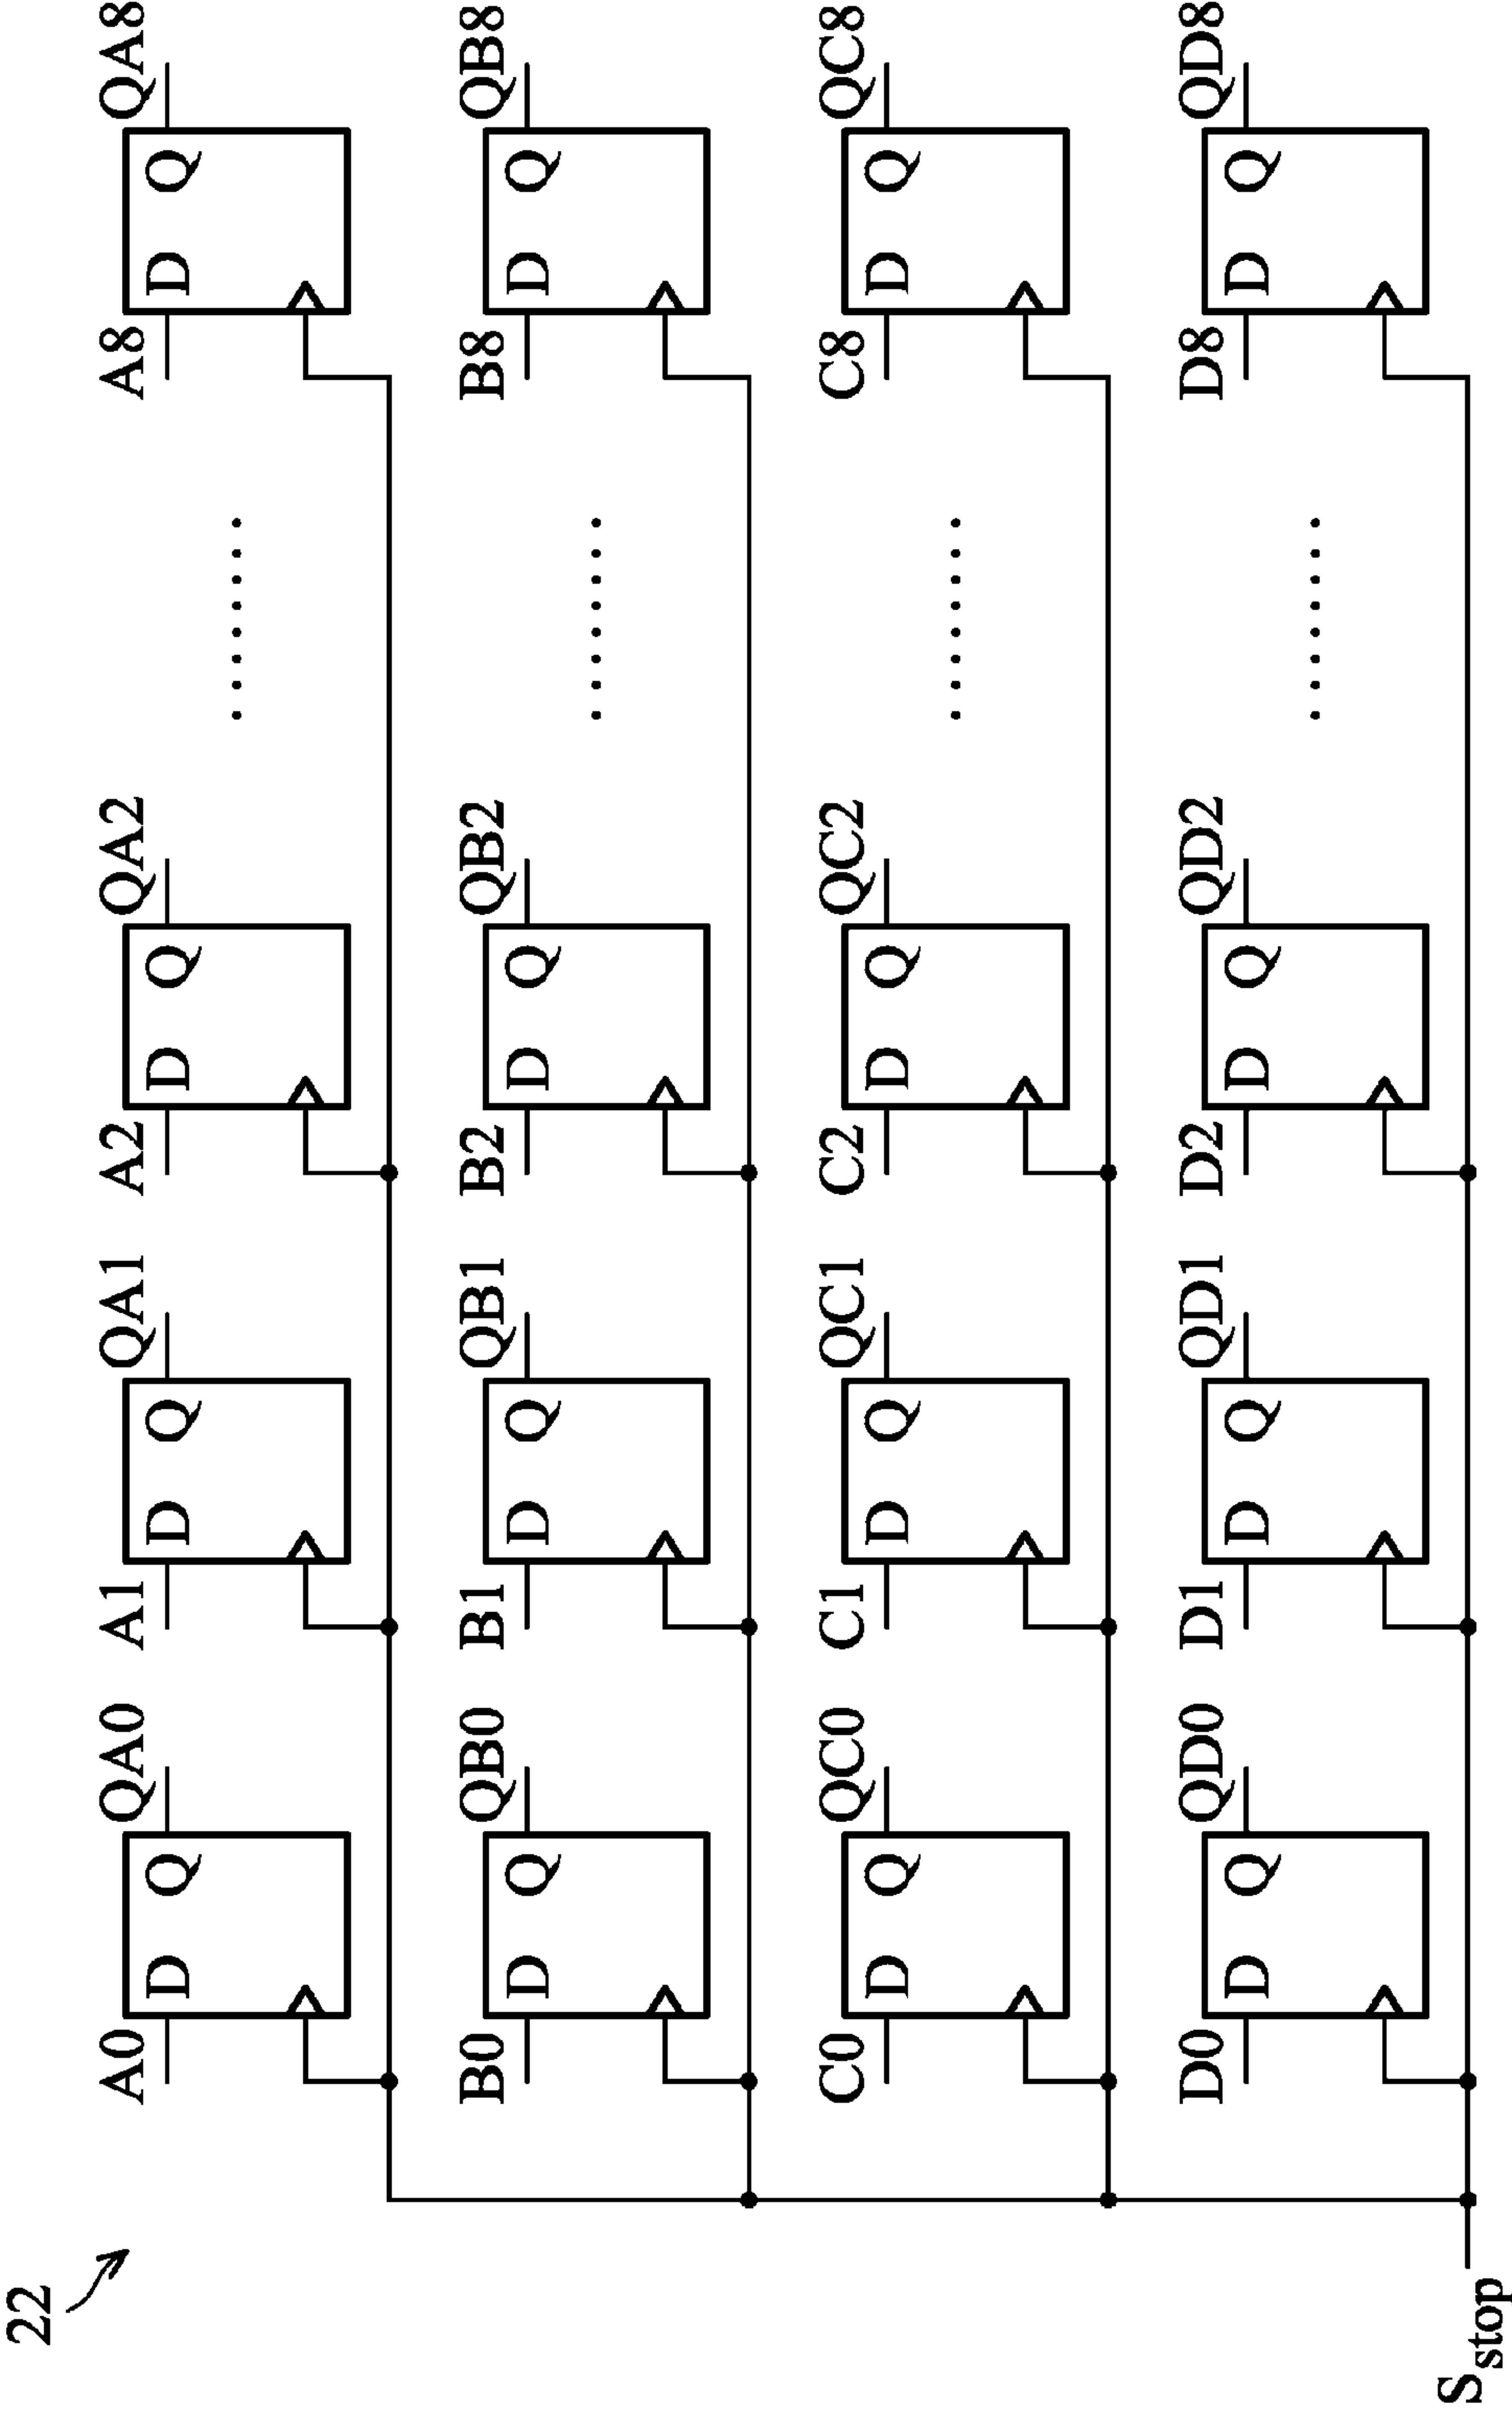 22
A0 QA0 A1 QA1 A2 QA2 A8 QA8
D Q D Q D Q D Q
B0 QB0 B1 QB1 B2 QB2 B8 QB8
D Q D Q D Q D Q
C0 QC0 C1 QC1 C2 QC2 C8 QC8
D Q D Q D Q D Q
D0 QD0 D1 QD1 D2 QD2 D8 QD8
D Q D Q D Q D Q
Sstop